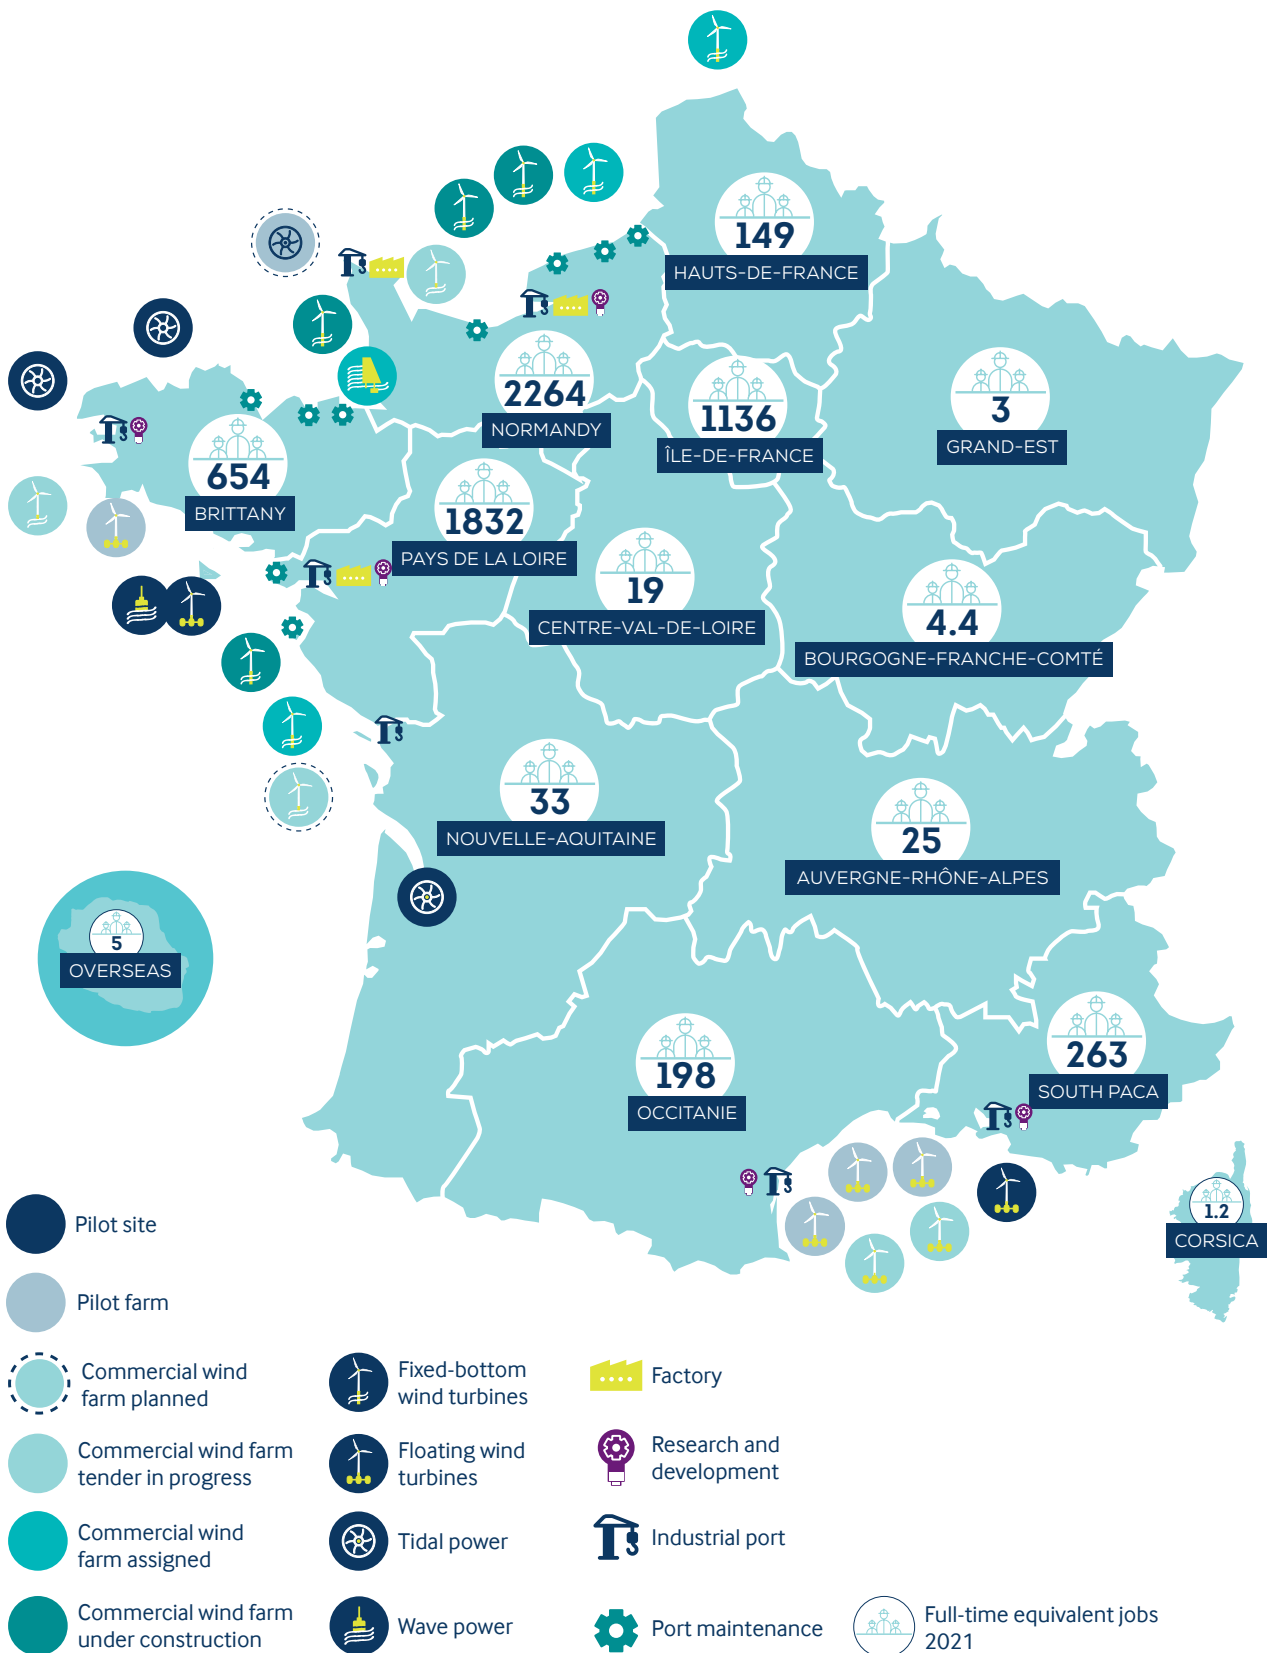 149
HAUTS-DE-FRANCE
2264
NORMANDY
1136
ÎLE-DE-FRANCE
3
GRAND-EST
654
BRITTANY
1832
PAYS DE LA LOIRE
19
CENTRE-VAL-DE-LOIRE
4.4
BOURGOGNE-FRANCHE-COMTÉ
33
NOUVELLE-AQUITAINE
25
AUVERGNE-RHÔNE-ALPES
5
OVERSEAS
198
OCCITANIE
263
SOUTH PACA
1.2
CORSICA
Pilot site
Pilot farm
Commercial wind
farm planned
Commercial wind farm
tender in progress
Commercial wind
farm assigned
Commercial wind farm
under construction
Fixed-bottom
wind turbines
Floating wind
turbines
Tidal power
Wave power
Factory
Research and
development
Industrial port
Port maintenance
Full-time equivalent jobs
2021